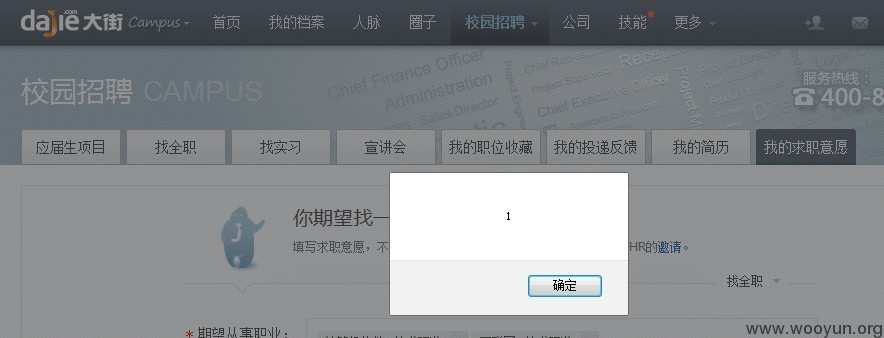 dajie.com 大街 Campus 首页 我的档案 人脉 圈子 校园招聘 公司 技能 更多
校园招聘 CAMPUS
Chief Finance Officer
Administration
Sales Director
Chief Executive Officer
服务热线:
400-8
应届生项目 找全职 找实习 宣讲会 我的职位收藏 我的投递反馈 我的简历 我的求职意愿
1
你期望找一
填写求职意愿,不 HR的邀请。
确定
找全职
* 期望从事职业:
www.wooyun.org